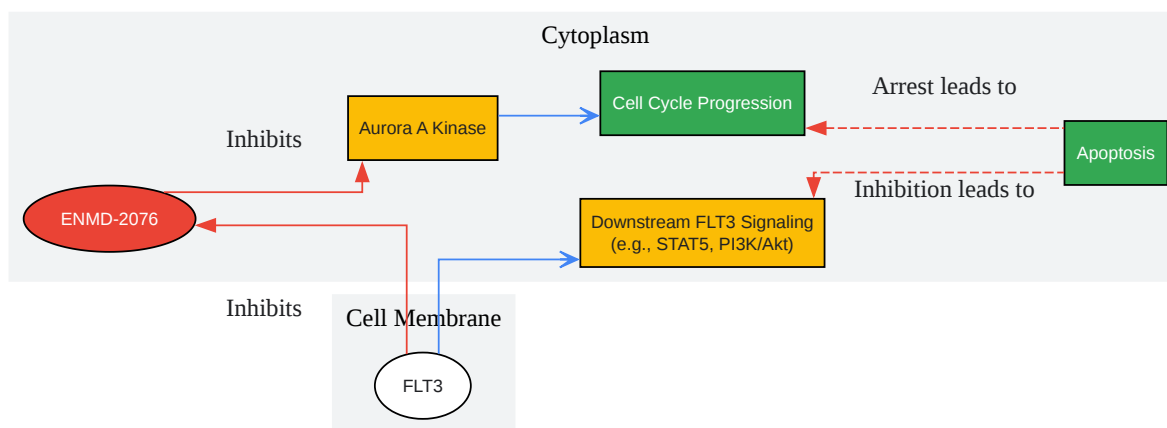 Cytoplasm
Arrest leads to
Cell Cycle Progression
Aurora A Kinase
Inhibits
Apoptosis
Inhibition leads to
ENMD-2076
Downstream FLT3 Signaling
(e.g., STAT5, PI3K/Akt)
Inhibits
Cell Membrane
FLT3